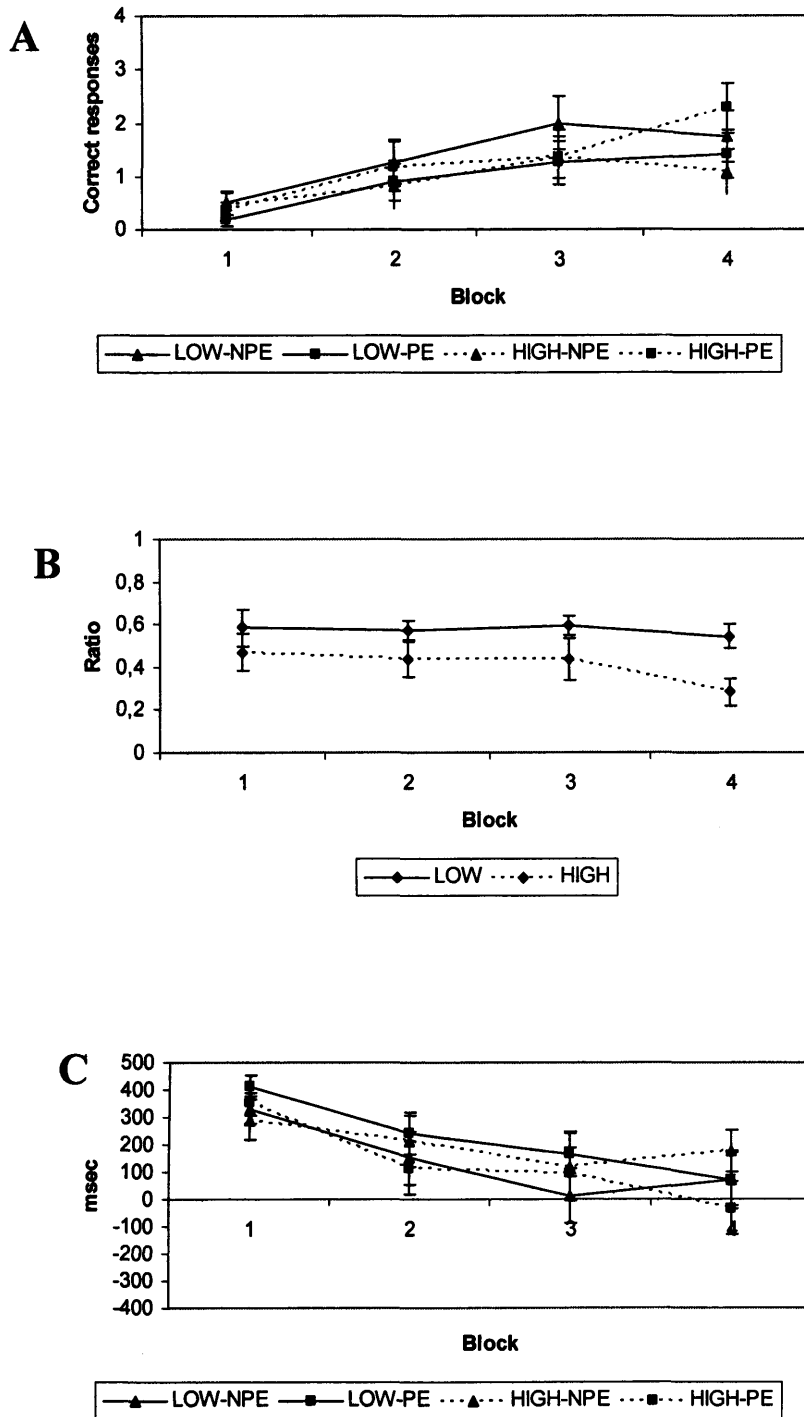 A
Correct responses
4
3
2
1
0
1 2 3 4
Block
LOW-NPE LOW-PE HIGH-NPE HIGH-PE
B
Ratio
1
0,8
0,6
0,4
0,2
0
1 2 3 4
Block
LOW HIGH
C
msec
500
400
300
200
100
0
-100
-200
-300
-400
1 2 3 4
Block
LOW-NPE LOW-PE HIGH-NPE HIGH-PE